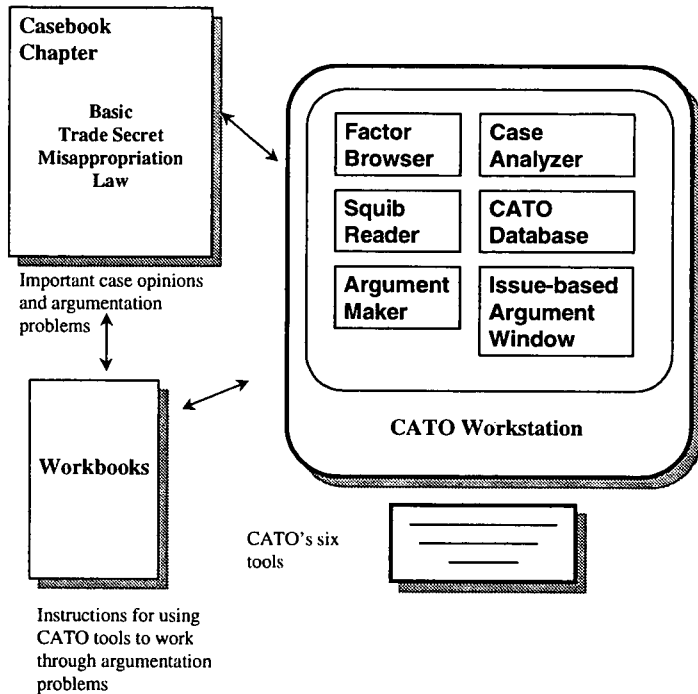 Casebook
Chapter
Basic
Trade Secret
Misappropriation
Law
Important case opinions
and argumentation
problems
Workbooks
Instructions for using
CATO tools to work
through argumentation
problems
Factor
Browser
Case
Analyzer
Squib
Reader
CATO
Database
Argument
Maker
Issue-based
Argument
Window
CATO Workstation
CATO's six
tools